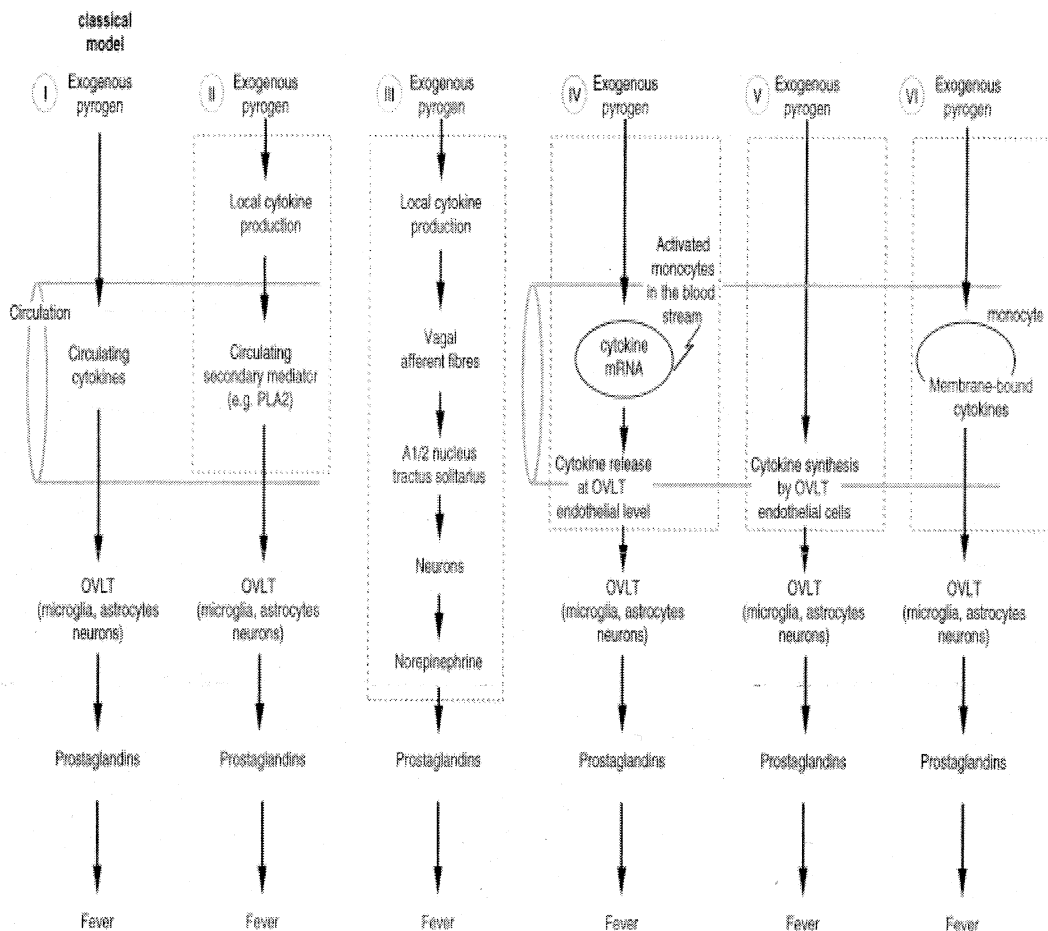 classical
model
I
Exogenous
pyrogen
Circulation
Circulating
cytokines
OVLT
(microglia, astrocytes
neurons)
Prostaglandins
Fever
II
Exogenous
pyrogen
Local cytokine
production
Circulating
secondary mediator
(e.g. PLA2)
OVLT
(microglia, astrocytes
neurons)
Prostaglandins
Fever
III
Exogenous
pyrogen
Local cytokine
production
Vagal
afferent fibres
A1/2 nucleus
tractus solitarius
Neurons
Norepinephrine
Prostaglandins
Fever
IV
Exogenous
pyrogen
Activated
monocytes
in the blood
stream
cytokine
mRNA
Cytokine release
at OVLT
endothelial level
OVLT
(microglia, astrocytes
neurons)
Prostaglandins
Fever
V
Exogenous
pyrogen
Cytokine synthesis
by OVLT
endothelial cells
OVLT
(microglia, astrocytes
neurons)
Prostaglandins
Fever
VI
Exogenous
pyrogen
monocyte
Membrane-bound
cytokines
OVLT
(microglia, astrocytes
neurons)
Prostaglandins
Fever